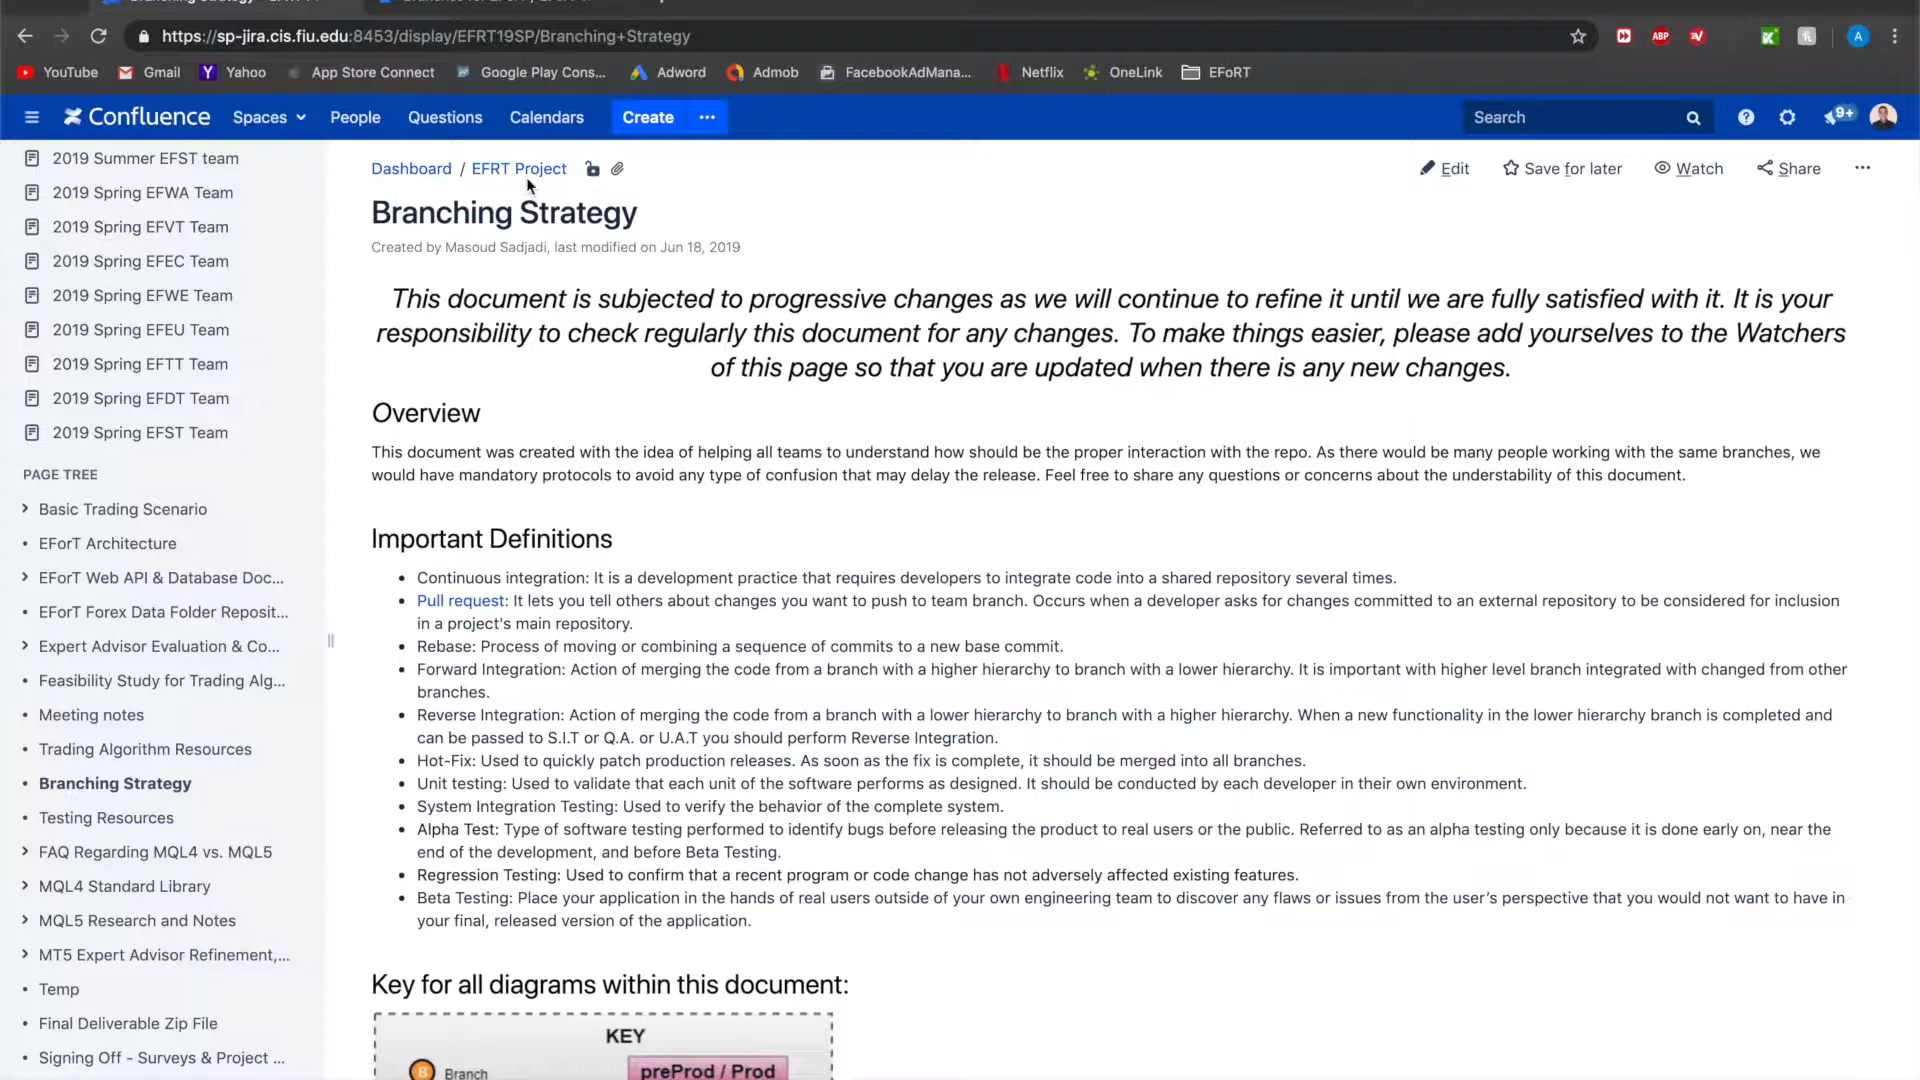 https://sp-jira.cis.fiu.edu:8453/display/EFRT19SP/Branching+Strategy
ABP
A
YouTube
Gmail
Yahoo
App Store Connect
Google Play Cons...
Adword
Admob
FacebookAdMana...
Netflix
OneLink
EFoRT
Confluence
Spaces
People
Questions
Calendars
Create
Search
9+
2019 Summer EFST team
2019 Spring EFWA Team
2019 Spring EFVT Team
2019 Spring EFEC Team
2019 Spring EFWE Team
2019 Spring EFEU Team
2019 Spring EFTT Team
2019 Spring EFDT Team
2019 Spring EFST Team
PAGE TREE
Basic Trading Scenario
EForT Architecture
EForT Web API & Database Doc...
EForT Forex Data Folder Reposit...
Expert Advisor Evaluation & Co...
Feasibility Study for Trading Alg...
Meeting notes
Trading Algorithm Resources
Branching Strategy
Testing Resources
FAQ Regarding MQL4 vs. MQL5
MQL4 Standard Library
MQL5 Research and Notes
MT5 Expert Advisor Refinement,...
Temp
Final Deliverable Zip File
Signing Off - Surveys & Project ...
Dashboard / EFRT Project
Edit
Save for later
Watch
Share
Branching Strategy
Created by Masoud Sadjadi, last modified on Jun 18, 2019
This document is subjected to progressive changes as we will continue to refine it until we are fully satisfied with it. It is your
responsibility to check regularly this document for any changes. To make things easier, please add yourselves to the Watchers
of this page so that you are updated when there is any new changes.
Overview
This document was created with the idea of helping all teams to understand how should be the proper interaction with the repo. As there would be many people working with the same branches, we
would have mandatory protocols to avoid any type of confusion that may delay the release. Feel free to share any questions or concerns about the understability of this document.
Important Definitions
• Continuous integration: It is a development practice that requires developers to integrate code into a shared repository several times.
• Pull request: It lets you tell others about changes you want to push to team branch. Occurs when a developer asks for changes committed to an external repository to be considered for inclusion
in a project's main repository.
• Rebase: Process of moving or combining a sequence of commits to a new base commit.
• Forward Integration: Action of merging the code from a branch with a higher hierarchy to branch with a lower hierarchy. It is important with higher level branch integrated with changed from other
branches.
• Reverse Integration: Action of merging the code from a branch with a lower hierarchy to branch with a higher hierarchy. When a new functionality in the lower hierarchy branch is completed and
can be passed to S.I.T or Q.A. or U.A.T you should perform Reverse Integration.
• Hot-Fix: Used to quickly patch production releases. As soon as the fix is complete, it should be merged into all branches.
• Unit testing: Used to validate that each unit of the software performs as designed. It should be conducted by each developer in their own environment.
• System Integration Testing: Used to verify the behavior of the complete system.
• Alpha Test: Type of software testing performed to identify bugs before releasing the product to real users or the public. Referred to as an alpha testing only because it is done early on, near the
end of the development, and before Beta Testing.
• Regression Testing: Used to confirm that a recent program or code change has not adversely affected existing features.
• Beta Testing: Place your application in the hands of real users outside of your own engineering team to discover any flaws or issues from the user’s perspective that you would not want to have in
your final, released version of the application.
Key for all diagrams within this document:
KEY
B Branch
preProd / Prod